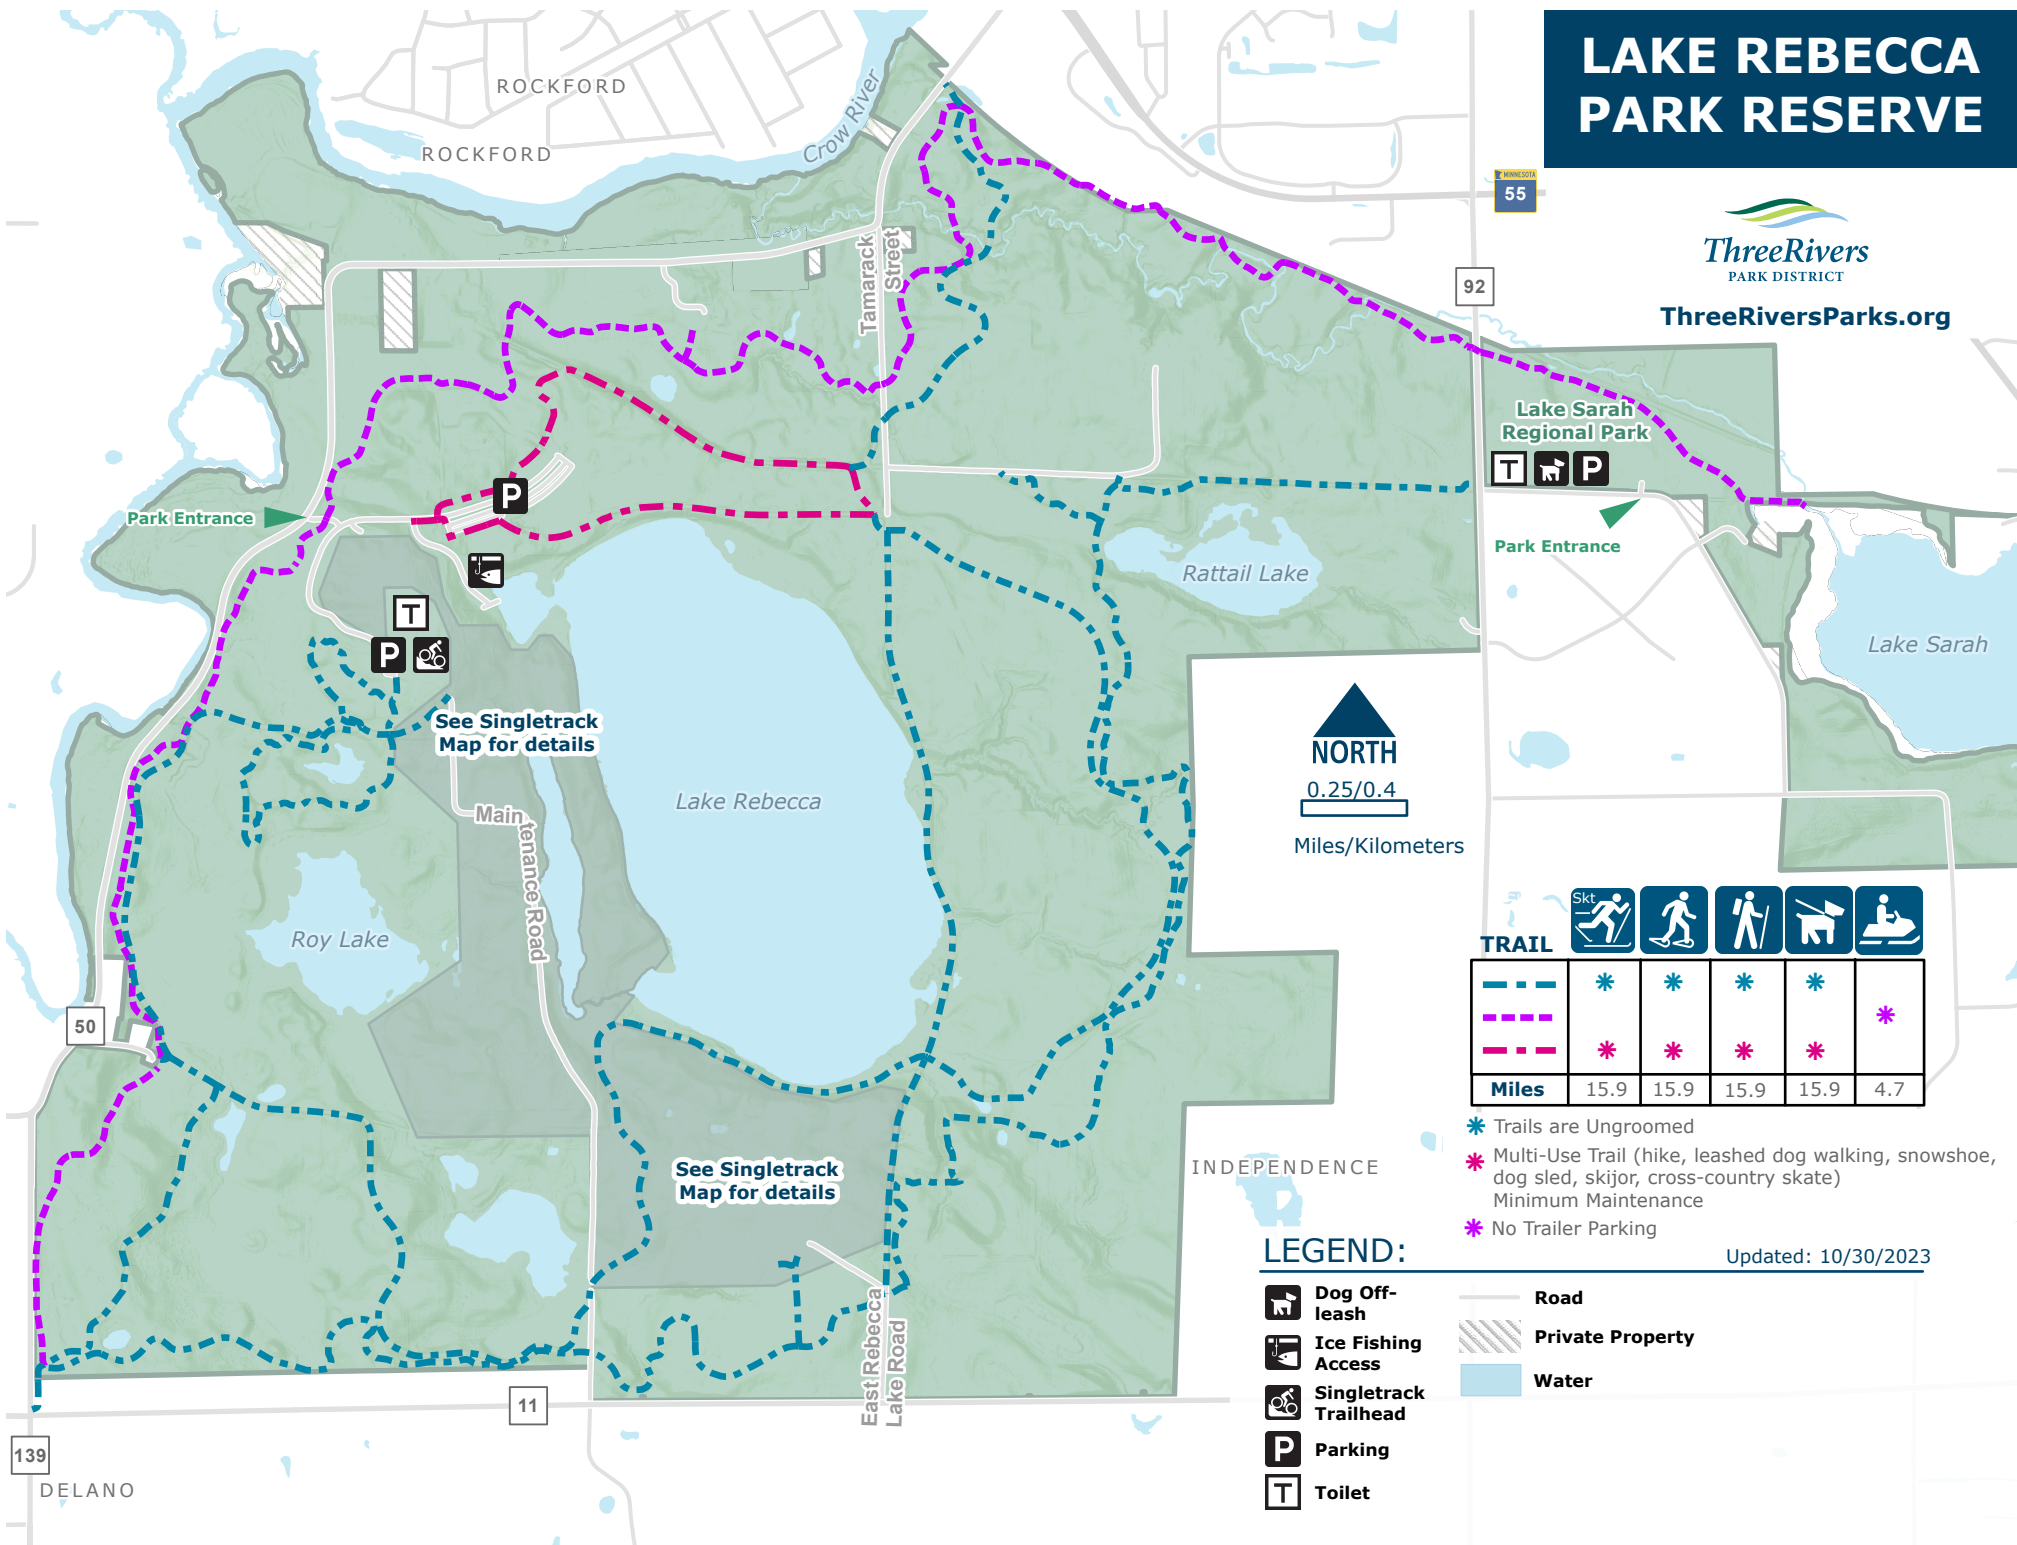 LAKE REBECCA
PARK RESERVE
ROCKFORD
ROCKFORD
Crow River
MINNESOTA
55
ThreeRivers
PARK DISTRICT
ThreeRiversParks.org
92
Tamarack
Street
Lake Sarah
Regional Park
T
P
Park Entrance
P
Park Entrance
Rattail Lake
T
P
Lake Sarah
See Singletrack
Map for details
NORTH
0.25/0.4
Miles/Kilometers
Lake Rebecca
Maintenance Road
Roy Lake
50
Skt
TRAIL
Miles 15.9 15.9 15.9 15.9 4.7
Trails are Ungroomed
Multi-Use Trail (hike, leashed dog walking, snowshoe,
dog sled, skijor, cross-country skate)
Minimum Maintenance
No Trailer Parking
See Singletrack
Map for details
INDEPENDENCE
LEGEND:
Updated: 10/30/2023
Dog Off-
leash
Ice Fishing
Access
Singletrack
Trailhead
P Parking
T Toilet
Road
Private Property
Water
East Rebecca
Lake Road
11
139
DELANO